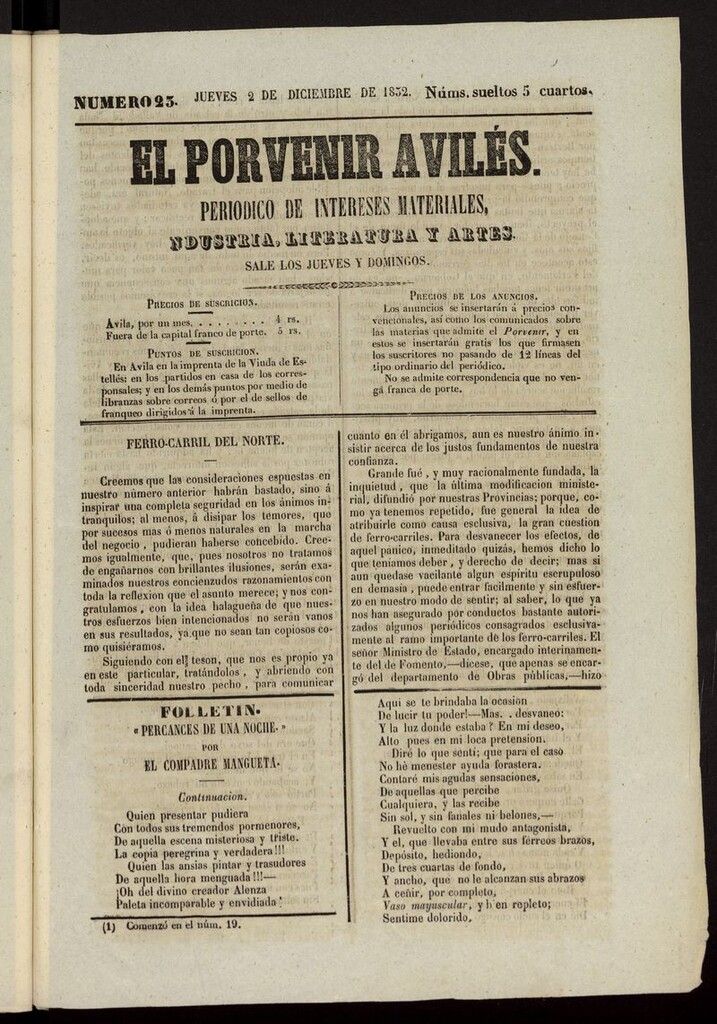 NUMERO 23. JUEVES 2 DE DICIEMBRE DE 1852. Núms. sueltos 5 cuartos.
EL PORVENIR AVILÉS.
PERIODICO DE INTERESES MATERIALES,
NDUSTRIA, LITERATURA Y ARTES.
SALE LOS JUEVES Y DOMINGOS.
PRECIOS DE SUSCRICION.
Avila, por un mes. . . . . . . . 4 rs.
Fuera de la capital franco de porte. 5 rs.
PUNTOS DE SUSCRICION.
En Avila en la imprenta de la Viuda de Es-
tellés: en los partidos en casa de los corres-
ponsales; y en los demás puntos por medio de
libranzas sobre correos ó por el de sellos de
franqueo dirigidos á la imprenta.
PRECIOS DE LOS ANUNCIOS.
Los anuncios se insertarán á precios con-
vencionales, así como los comunicados sobre
las materias que admite el Porvenir, y en
estos se insertarán gratis los que firmasen
los suscritores no pasando de 12 líneas del
tipo ordinario del periódico.
No se admite correspondencia que no ven-
gá franca de porte.
FERRO-CARRIL DEL NORTE.
Creemos que las consideraciones espuestas en
nuestro número anterior habrán bastado, sino á
inspirar una completa seguridad en los ánimos in-
tranquilos; al menos, á disipar los temores, que
por sucesos mas ó menos naturales en la marcha
del negocio, pudieran haberse concebido. Cree-
mos igualmente, que, pues nosotros no tratamos
de engañarnos con brillantes ilusiones, serán exa-
minados nuestros concienzudos razonamientos con
toda la reflexion que el asunto merece; y nos con-
gratulamos, con la idea halagueña de que nues-
tros esfuerzos bien intencionados no serán vanos
en sus resultados, ya que no sean tan copiosos co-
mo quisiéramos.
Siguiendo con el teson, que nos es propio ya
en este particular, tratándolos, y abriendo con
toda sinceridad nuestro pecho, para comunicar
cuanto en él abrigamos, aun es nuestro ánimo in-
sistir acerca de los justos fundamentos de nuestra
confianza.
Grande fué, y muy racionalmente fundada, la
inquietud, que la última modificacion ministe-
rial, difundió por nuestras Provincias; porque, co-
mo ya tenemos repetido, fue general la idea de
atribuirle como causa esclusiva, la gran cuestion
de ferro-carriles. Para desvanecer los efectos, de
aquel pánico, inmeditado quizás, hemos dicho lo
que teniamos deber, y derecho de decir; mas si
aun quedase vacilante algun espíritu escrupuloso
en demasia, puede entrar facilmente y sin esfuer-
zo en nuestro modo de sentir; al saber, lo que ya
nos han asegurado por conductos bastante autori-
zados algunos periódicos consagrados esclusiva-
mente al ramo importante de los ferro-carriles. El
señor Ministro de Estado, encargado interinamen-
te del de Fomento,—dicese, que apenas se encar-
gó del departamento de Obras públicas,—hizo
FOLLETIN.
« PERCANCES DE UNA NOCHE. »
POR
EL COMPADRE MANGUETA.
Continuacion.
Quien presentar pudiera
Con todos sus tremendos pormenores,
De aquella escena misteriosa y triste.
La copia peregrina y verdadera!!!
Quien las ansias pintar y trasudores
De aquella hora menguada!!!—
¡Oh del divino creador Alenza
Paleta incomparable y envidiada!
(1) Comenzó en el núm. 19.
Aqui se te brindaba la ocosion
De lucir tu poder!—Mas. . desvaneo:
Y la luz donde estaba? En mi deseo,
Alto pues en mi loca pretension.
Diré lo que senti; que para el caso
No hè menester ayuda forastera.
Contaré mis agudas sensaciones,
De aquellas que percibe
Cualquiera, y las recibe
Sin sol, y sin fanales ni belones,—
Revuelto con mi mudo antagonista,
Y el, que llevaba entre sus férreos brazos,
Depósito, hediondo,
De tres cuartas de fondo,
Y ancho, que no le alcanzan sus abrazos
A ceñir, por completo,
Vaso mayuscular, y b en repleto;
Sentime dolorido,